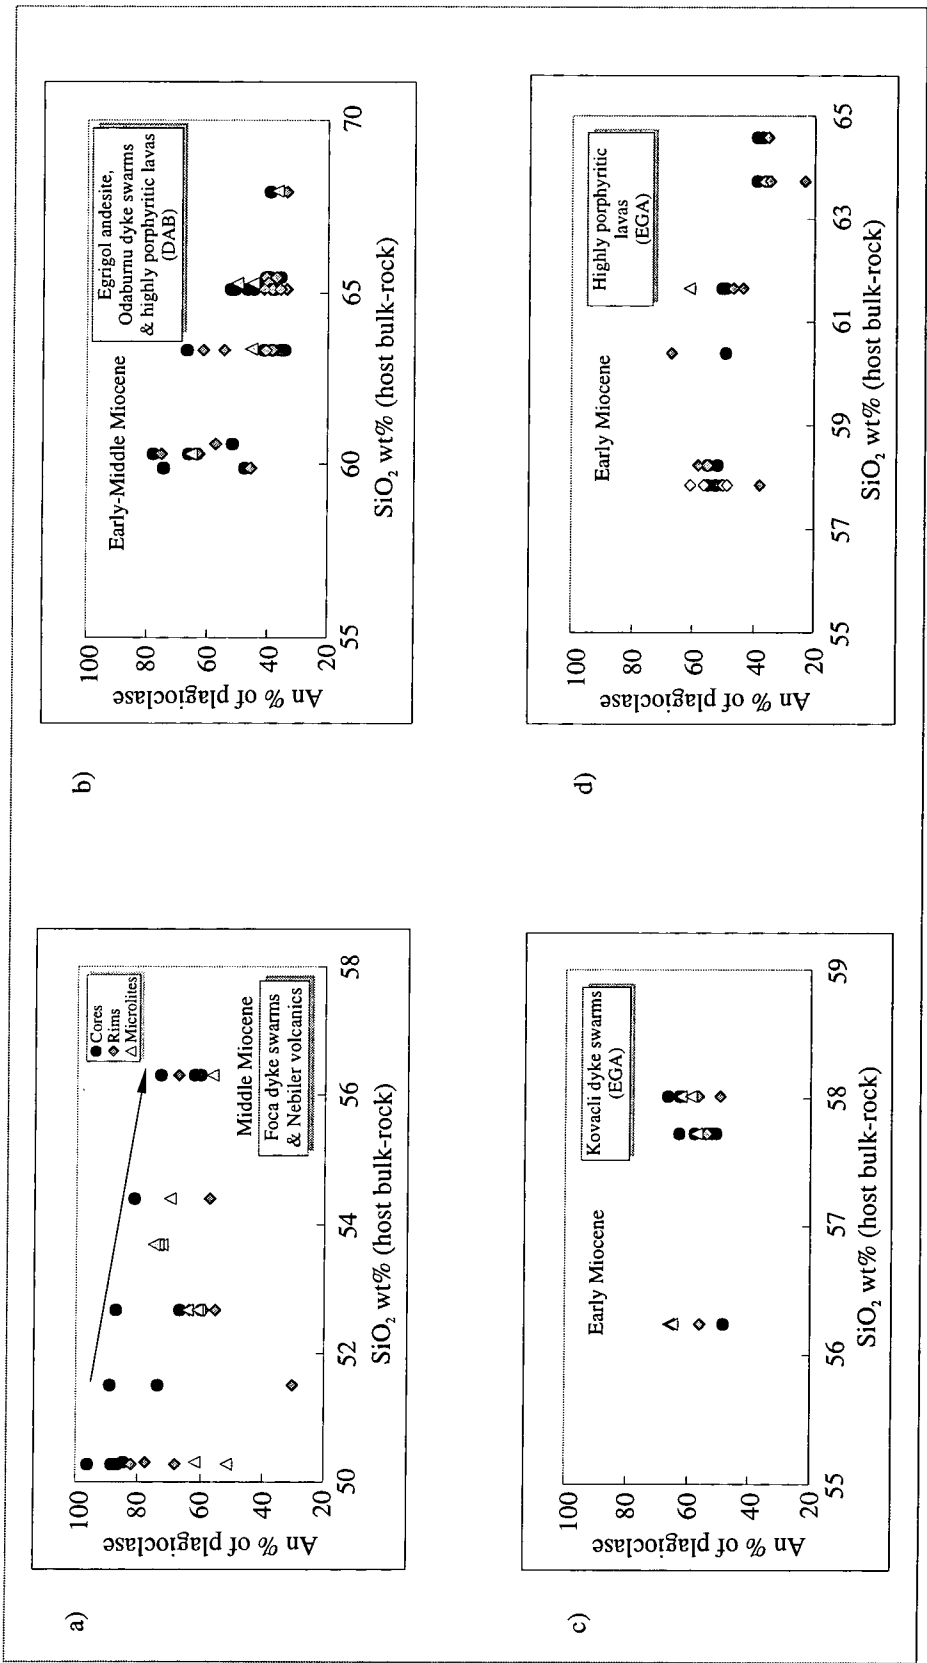 a)
An % of plagioclase
100
80
60
40
20
50
52
54
56
58
SiO₂ wt% (host bulk-rock)
Cores
Rims
Microlites
Middle Miocene
Foca dyke swarms
& Nebiler volcanics
b)
An % of plagioclase
100
80
60
40
20
55
60
65
70
SiO₂ wt% (host bulk-rock)
Early-Middle Miocene
Egrigol andesite,
Odaburnu dyke swarms
& highly porphyritic lavas
(DAB)
c)
An % of plagioclase
100
80
60
40
20
55
56
57
58
59
SiO₂ wt% (host bulk-rock)
Early Miocene
Kovacli dyke swarms
(EGA)
d)
An % of plagioclase
100
80
60
40
20
55
57
59
61
63
65
SiO₂ wt% (host bulk-rock)
Early Miocene
Highly porphyritic
lavas
(EGA)